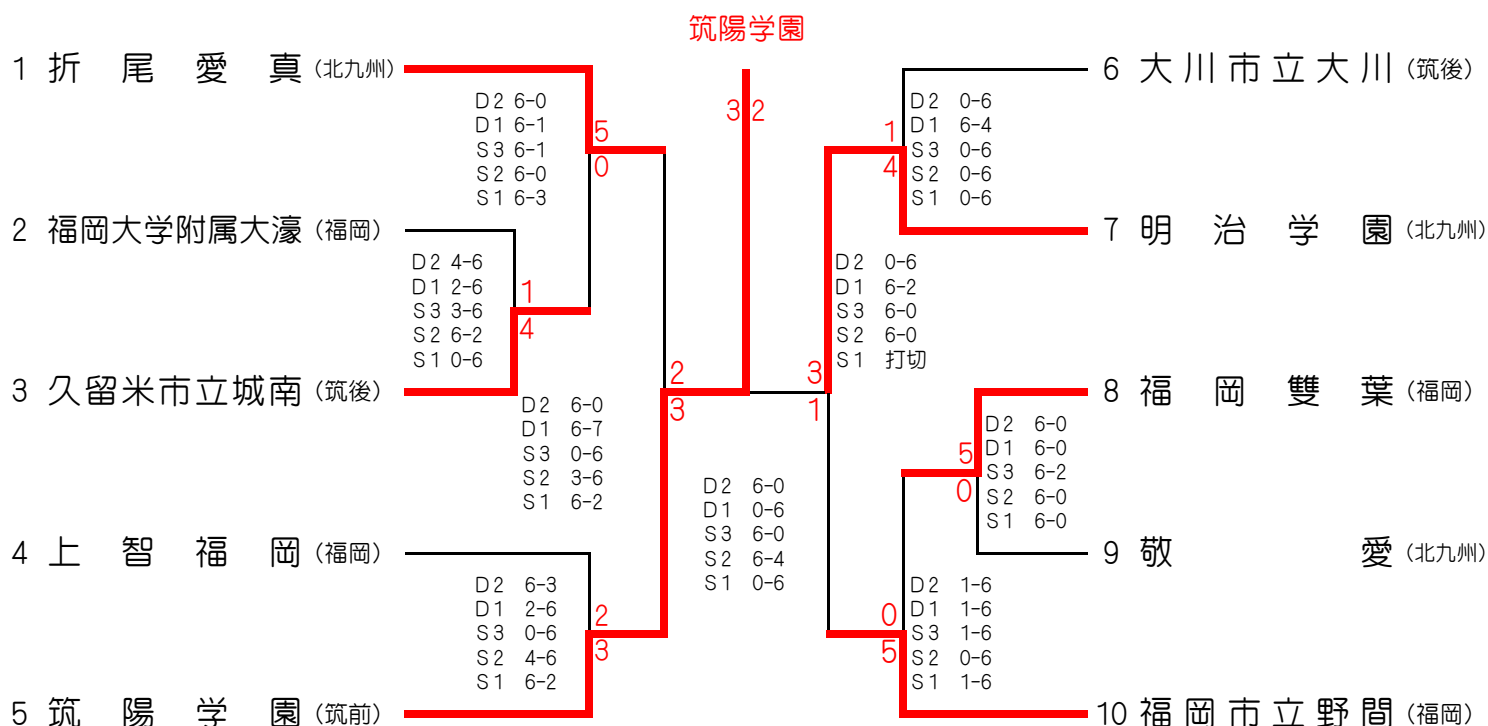 筑陽学園
1 折尾愛真 (北九州)
D2 6-0
D1 6-1
S3 6-1
S2 6-0
S1 6-3
5
0
2 福岡大学附属大濠 (福岡)
D2 4-6
D1 2-6
S3 3-6
S2 6-2
S1 0-6
1
4
3 久留米市立城南 (筑後)
D2 6-0
D1 6-7
S3 0-6
S2 3-6
S1 6-2
2
3
4 上智福岡 (福岡)
D2 6-3
D1 2-6
S3 0-6
S2 4-6
S1 6-2
2
3
5 筑陽学園 (筑前)
3 2
D2 6-0
D1 0-6
S3 6-0
S2 6-4
S1 0-6
6 大川市立大川 (筑後)
D2 0-6
D1 6-4
S3 0-6
S2 0-6
S1 0-6
1
4
7 明治学園 (北九州)
D2 0-6
D1 6-2
S3 6-0
S2 6-0
S1 打切
3
1
8 福岡雙葉 (福岡)
D2 6-0
D1 6-0
S3 6-2
S2 6-0
S1 6-0
5
0
9 敬愛 (北九州)
D2 1-6
D1 1-6
S3 1-6
S2 0-6
S1 1-6
0
5
10 福岡市立野間 (福岡)